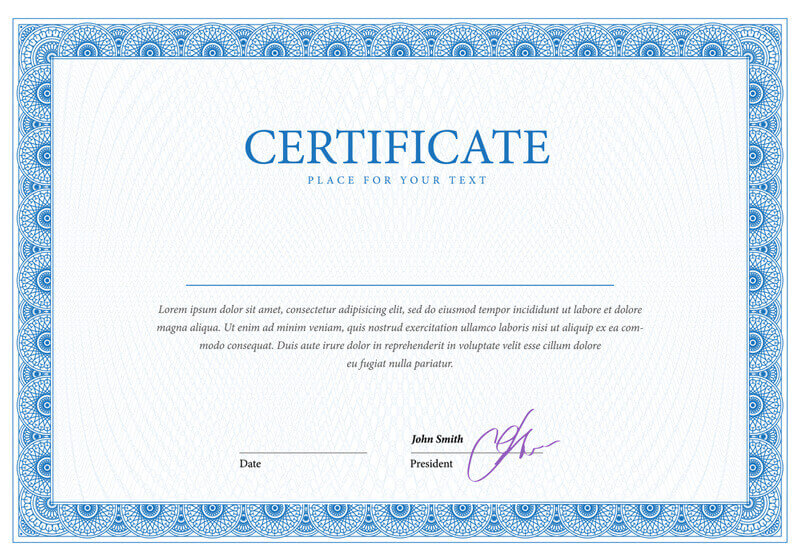 CERTIFICATE
PLACE FOR YOUR TEXT
Lorem ipsum dolor sit amet, consectetur adipisicing elit, sed do eiusmod tempor incididunt ut labore et dolore
magna aliqua. Ut enim ad minim veniam, quis nostrud exercitation ullamco laboris nisi ut aliquip ex ea com-
modo consequat. Duis aute irure dolor in reprehenderit in voluptate velit esse cillum dolore
eu fugiat nulla pariatur.
John Smith
Date
President